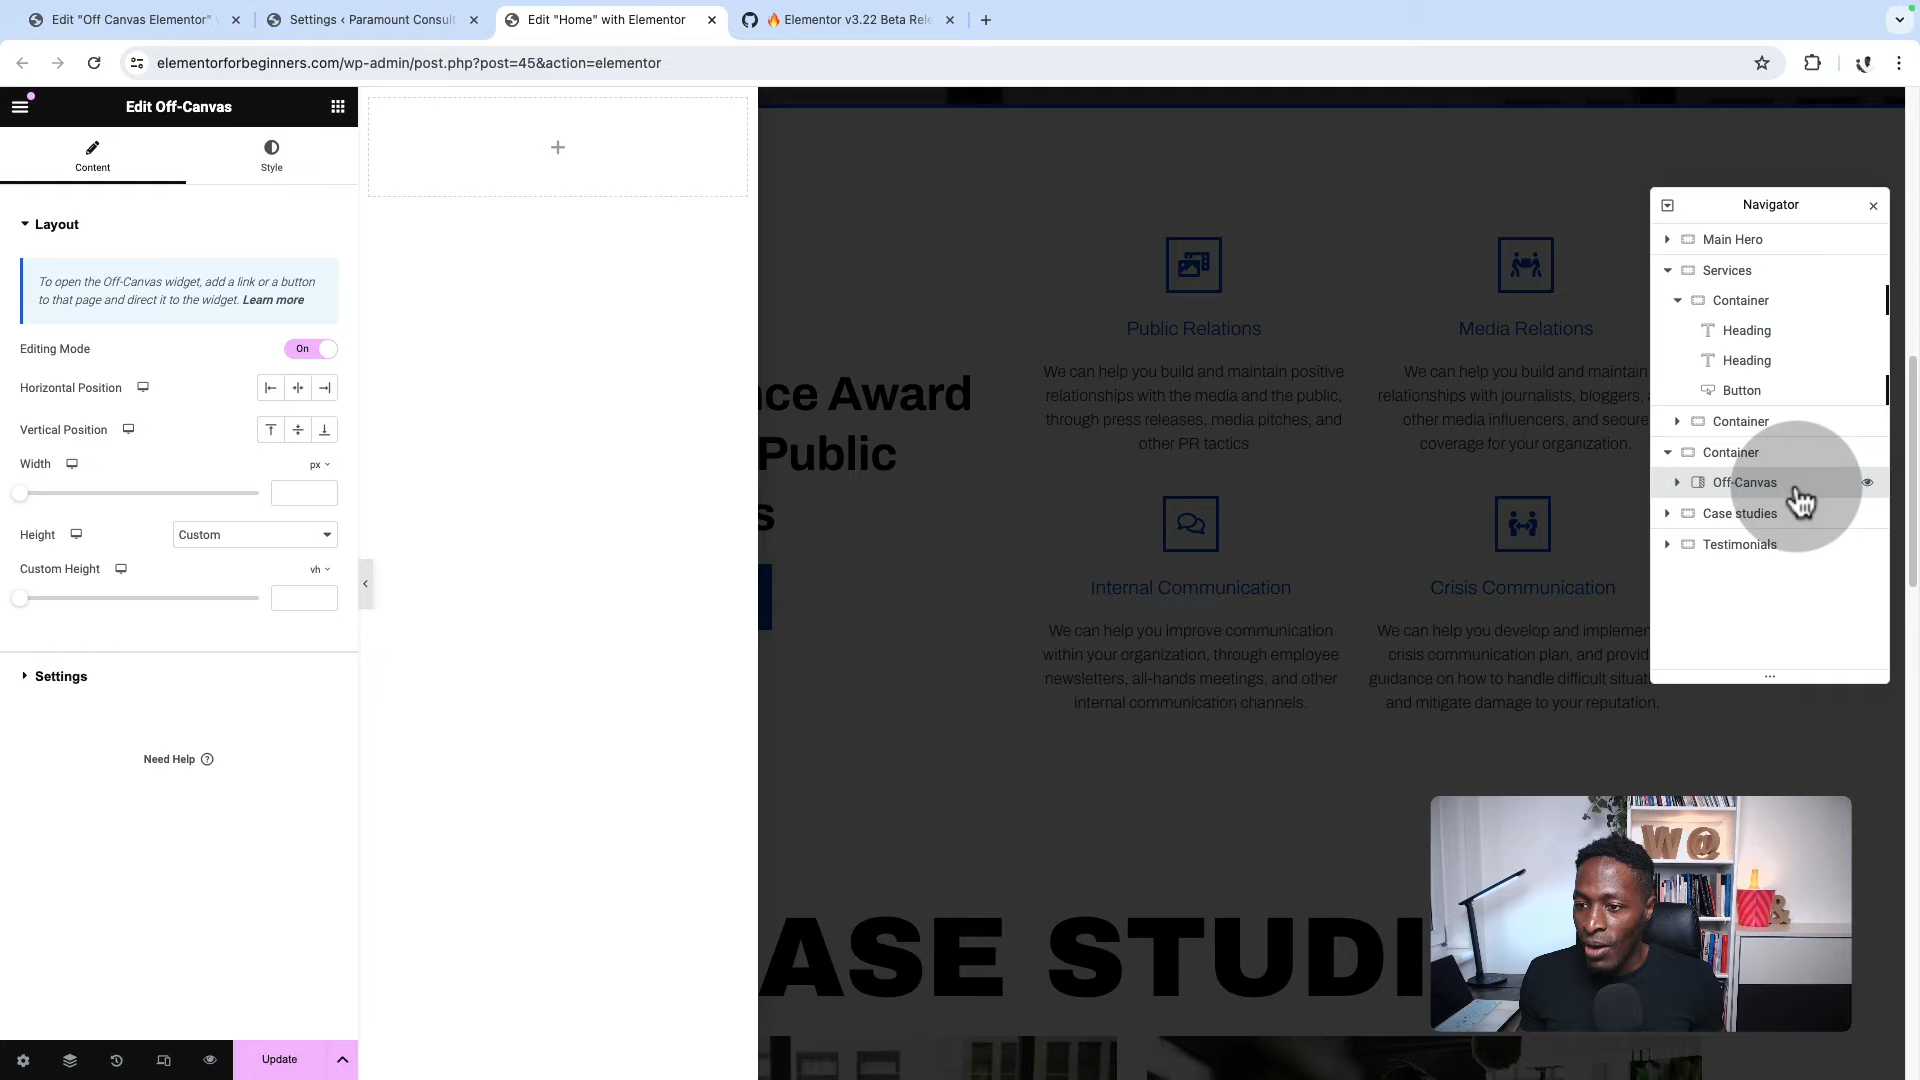 Edit "Off Canvas Elementor"
Settings ‹ Paramount Consult
Edit "Home" with Elementor
🔥 Elementor v3.22 Beta Rele
elementorforbeginners.com/wp-admin/post.php?post=45&action=elementor
Edit Off-Canvas
Content
Style
Layout
To open the Off-Canvas widget, add a link or a button
to that page and direct it to the widget. Learn more
Editing Mode
On
Horizontal Position
Vertical Position
Width
px
Height
Custom
Custom Height
vh
Settings
Need Help
Update
nce Award
Public
s
Public Relations
We can help you build and maintain positive
relationships with the media and the public,
through press releases, media pitches, and
other PR tactics
Media Relations
We can help you build and maintain
relationships with journalists, bloggers,
other media influencers, and secure
coverage for your organization.
Internal Communication
We can help you improve communication
within your organization, through employee
newsletters, all-hands meetings, and other
internal communication channels.
Crisis Communication
We can help you develop and implemen
crisis communication plan, and provid
guidance on how to handle difficult situati
and mitigate damage to your reputation.
ASE STUDI
Navigator
Main Hero
Services
Container
Heading
Heading
Button
Container
Container
Off-Canvas
Case studies
Testimonials
W@
&